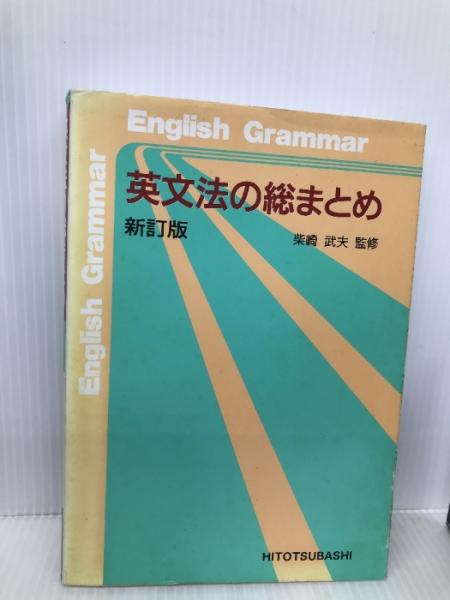 English Grammar
英文法の総まとめ
新訂版
柴崎 武夫 監修
English Grammar
HITOTSUBASHI